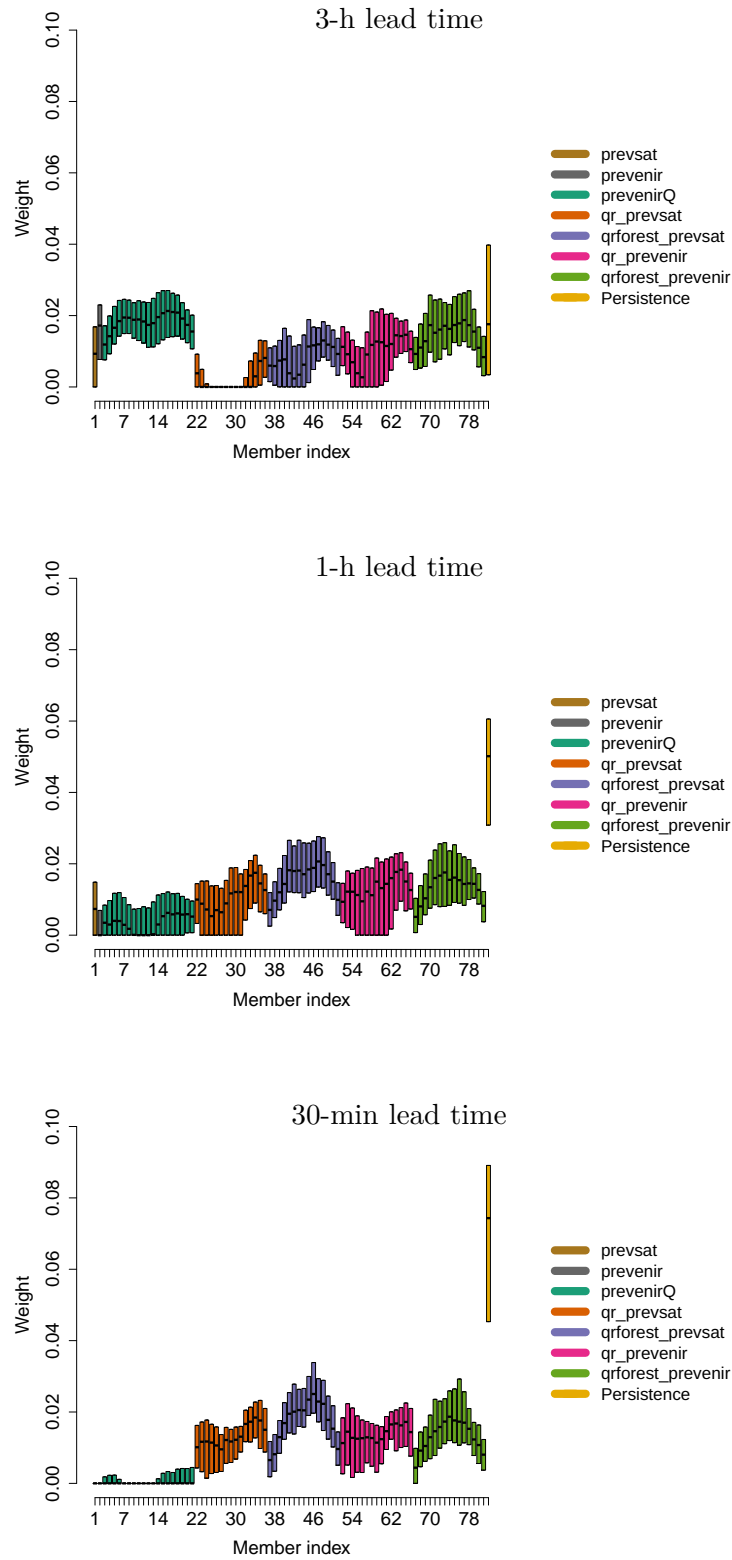 3-h lead time
0.10
0.08
0.06
0.04
0.02
0.00
Weight
1 7 14 22 30 38 46 54 62 70 78
Member index
prevsat
prevenir
prevenirQ
qr_prevsat
qrforest_prevsat
qr_prevenir
qrforest_prevenir
Persistence
1-h lead time
0.10
0.08
0.06
0.04
0.02
0.00
Weight
1 7 14 22 30 38 46 54 62 70 78
Member index
prevsat
prevenir
prevenirQ
qr_prevsat
qrforest_prevsat
qr_prevenir
qrforest_prevenir
Persistence
30-min lead time
0.10
0.08
0.06
0.04
0.02
0.00
Weight
1 7 14 22 30 38 46 54 62 70 78
Member index
prevsat
prevenir
prevenirQ
qr_prevsat
qrforest_prevsat
qr_prevenir
qrforest_prevenir
Persistence